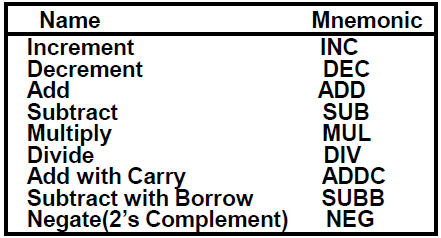 Name Mnemonic
Increment INC
Decrement DEC
Add ADD
Subtract SUB
Multiply MUL
Divide DIV
Add with Carry ADDC
Subtract with Borrow SUBB
Negate(2's Complement) NEG